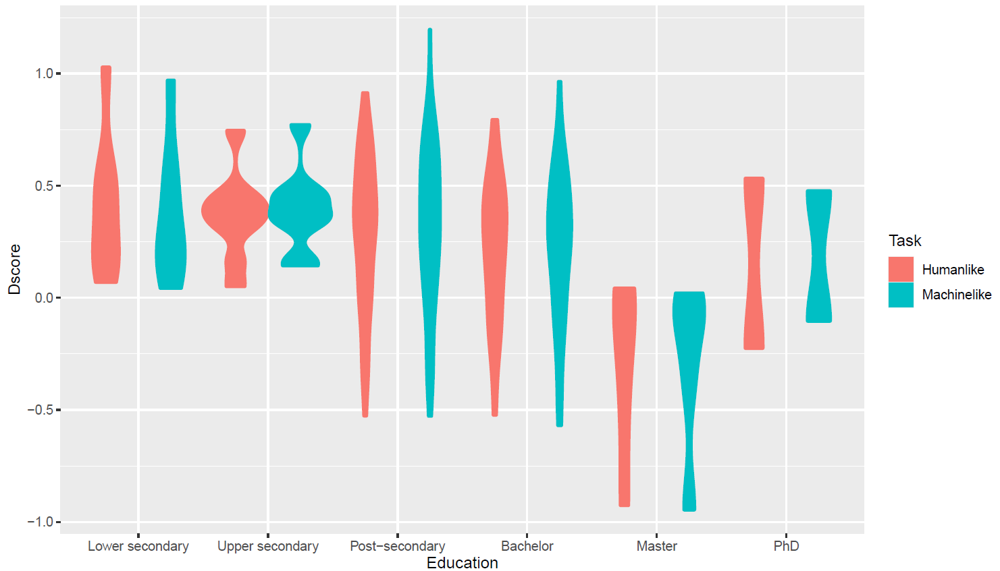 1.0
0.5
0.0
−0.5
−1.0
Dscore
Lower secondary
Upper secondary
Post−secondary
Bachelor
Master
PhD
Education
Task
Humanlike
Machinelike